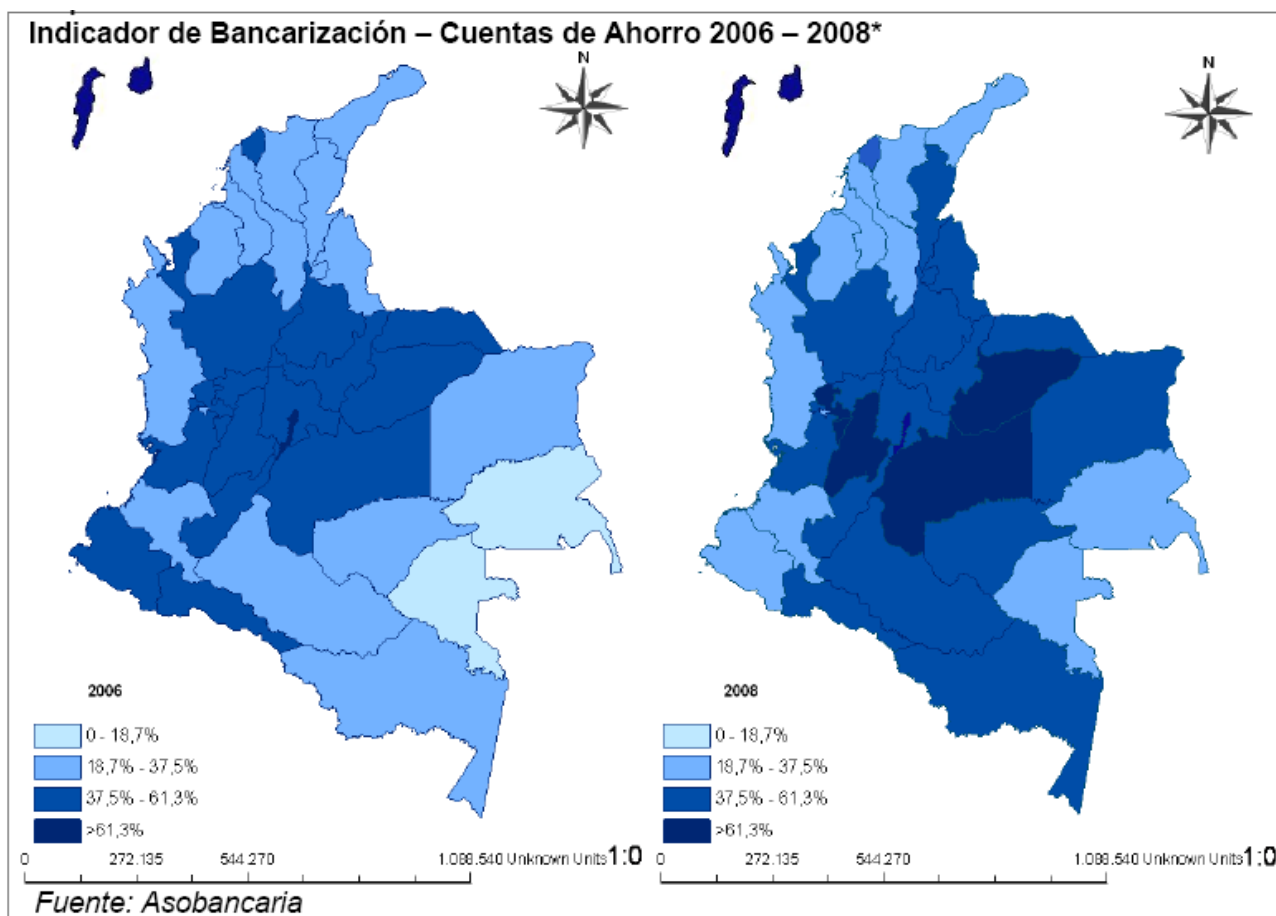 Indicador de Bancarización – Cuentas de Ahorro 2006 – 2008*
N
N
2006
0 - 18,7%
18,7% - 37,5%
37,5% - 61,3%
>61,3%
0 272.135 544.270 1.088.540 Unknown Units 1:0
2008
0 - 18,7%
18,7% - 37,5%
37,5% - 61,3%
>61,3%
0 272.135 544.270 1.088.540 Unknown Units 1:0
Fuente: Asobancaria